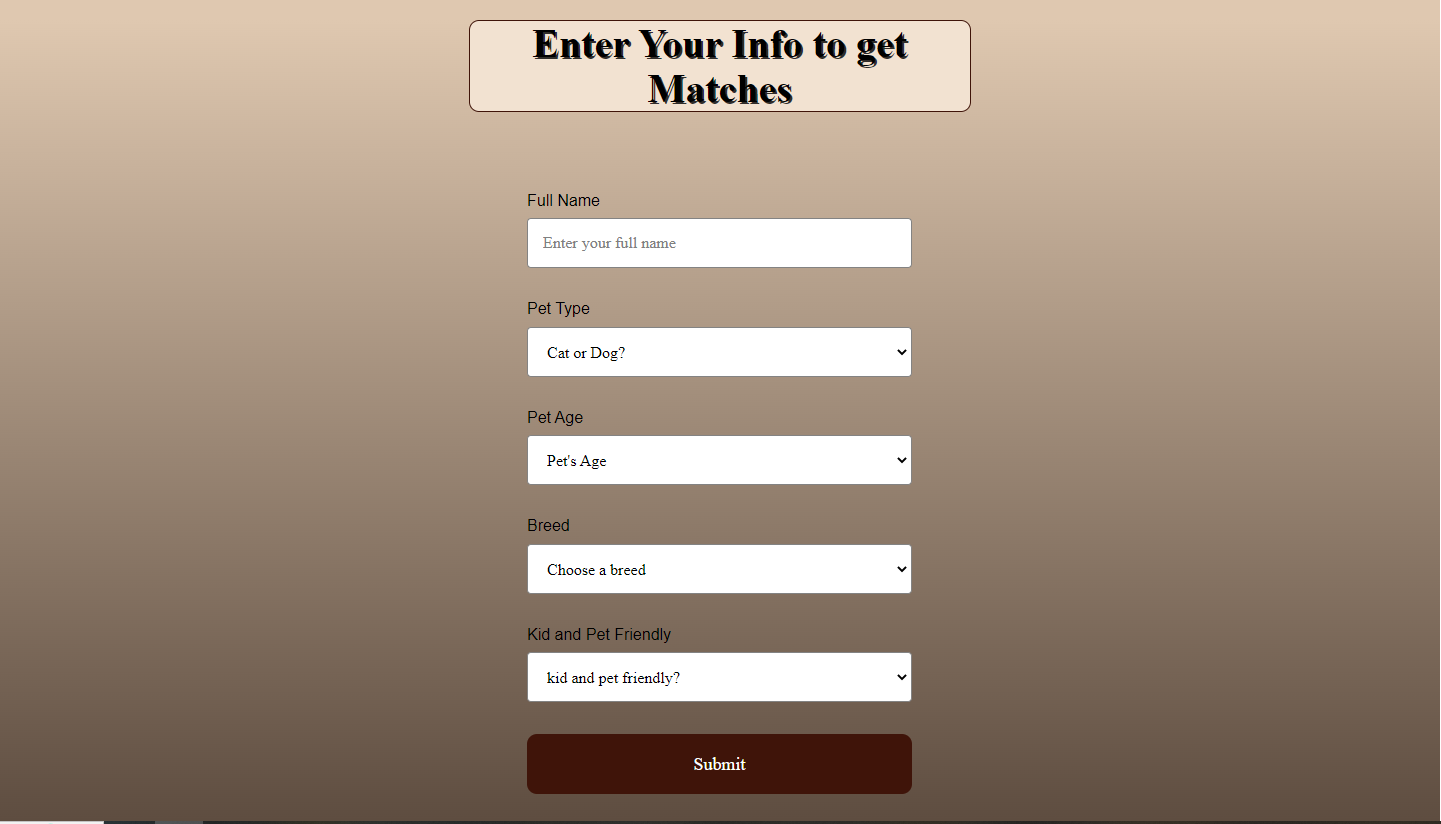 Enter Your Info to get
Matches
Full Name
Enter your full name
Pet Type
Cat or Dog?
Pet Age
Pet's Age
Breed
Choose a breed
Kid and Pet Friendly
kid and pet friendly?
Submit